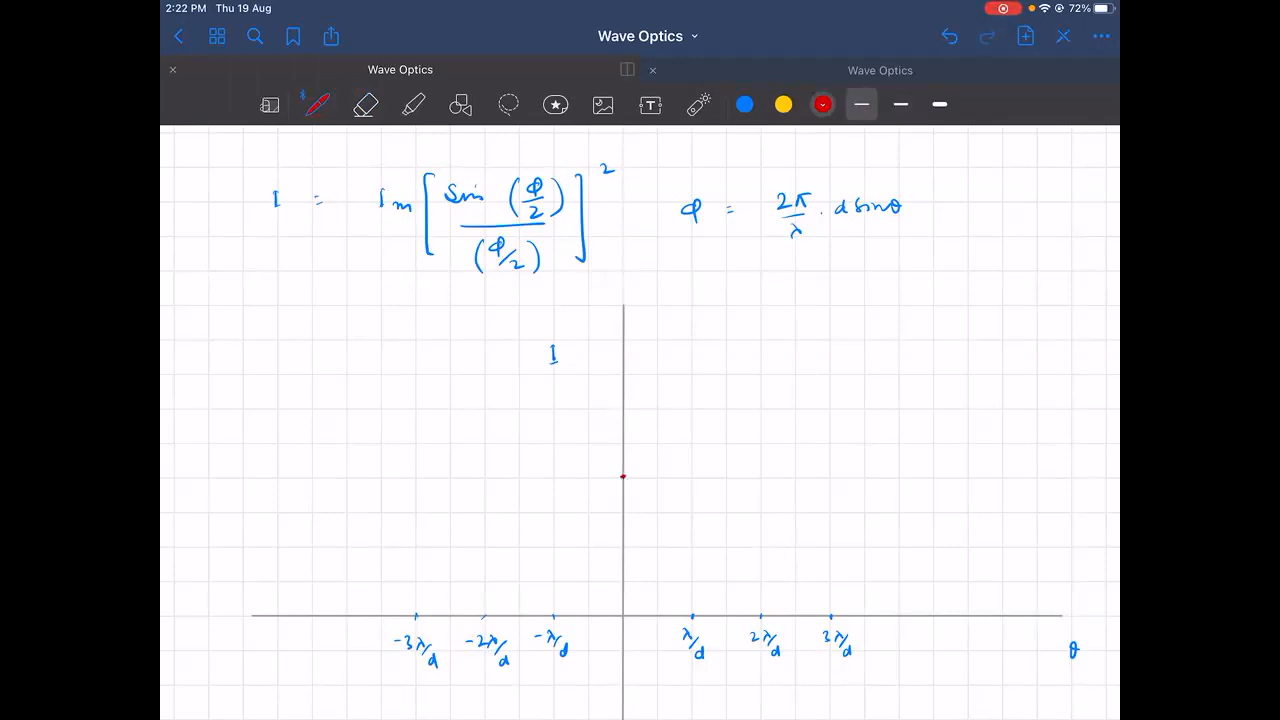 2:22 PM Thu 19 Aug 72%
Wave Optics
Wave Optics Wave Optics
T
I = Im [ Sin (φ/2) / (φ/2) ]² φ = 2π/λ . d sinθ
I
-3λ/d -2λ/d -λ/d λ/d 2λ/d 3λ/d θ